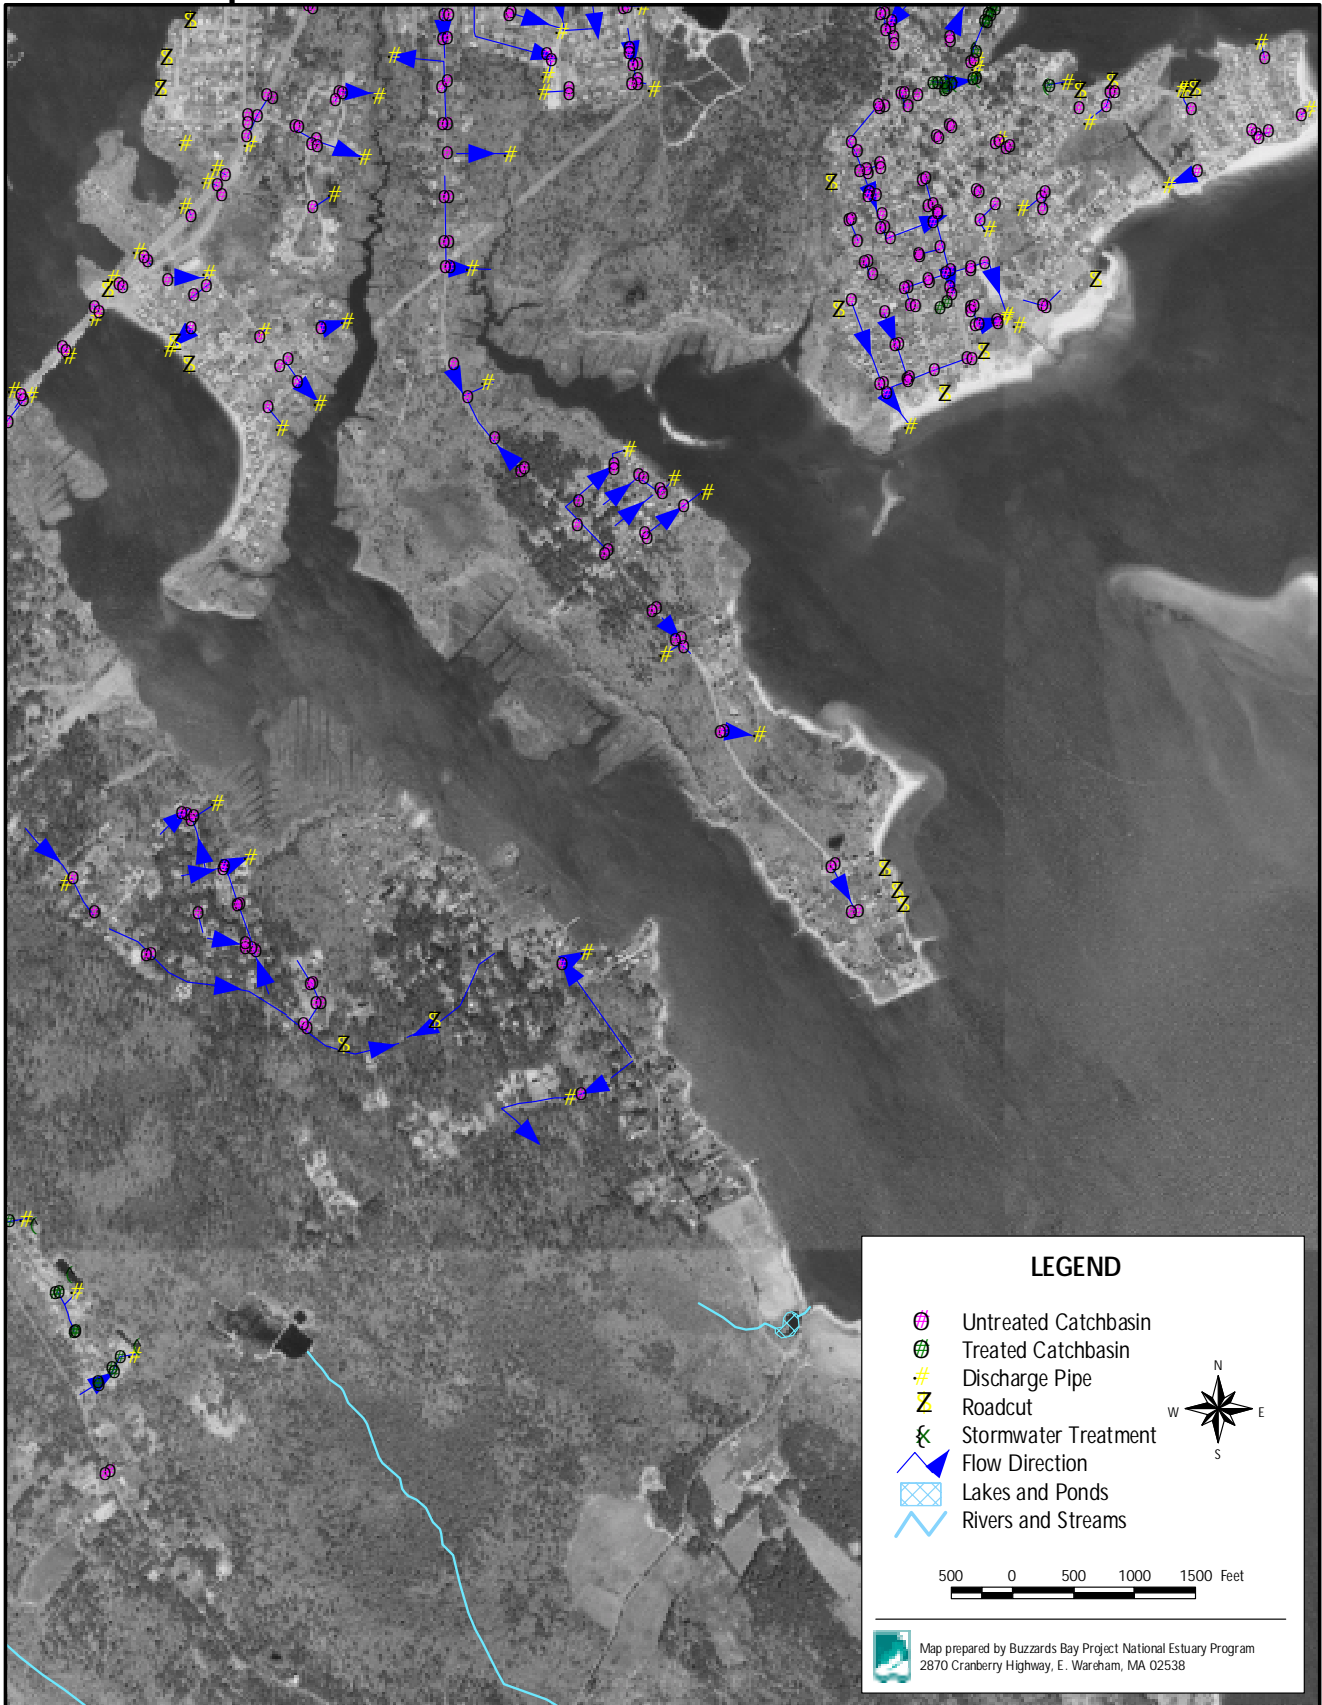 LEGEND
Untreated Catchbasin
Treated Catchbasin
Discharge Pipe
Roadcut
Stormwater Treatment
Flow Direction
Lakes and Ponds
Rivers and Streams
N
W E
S
500 0 500 1000 1500 Feet
Map prepared by Buzzards Bay Project National Estuary Program
2870 Cranberry Highway, E. Wareham, MA 02538